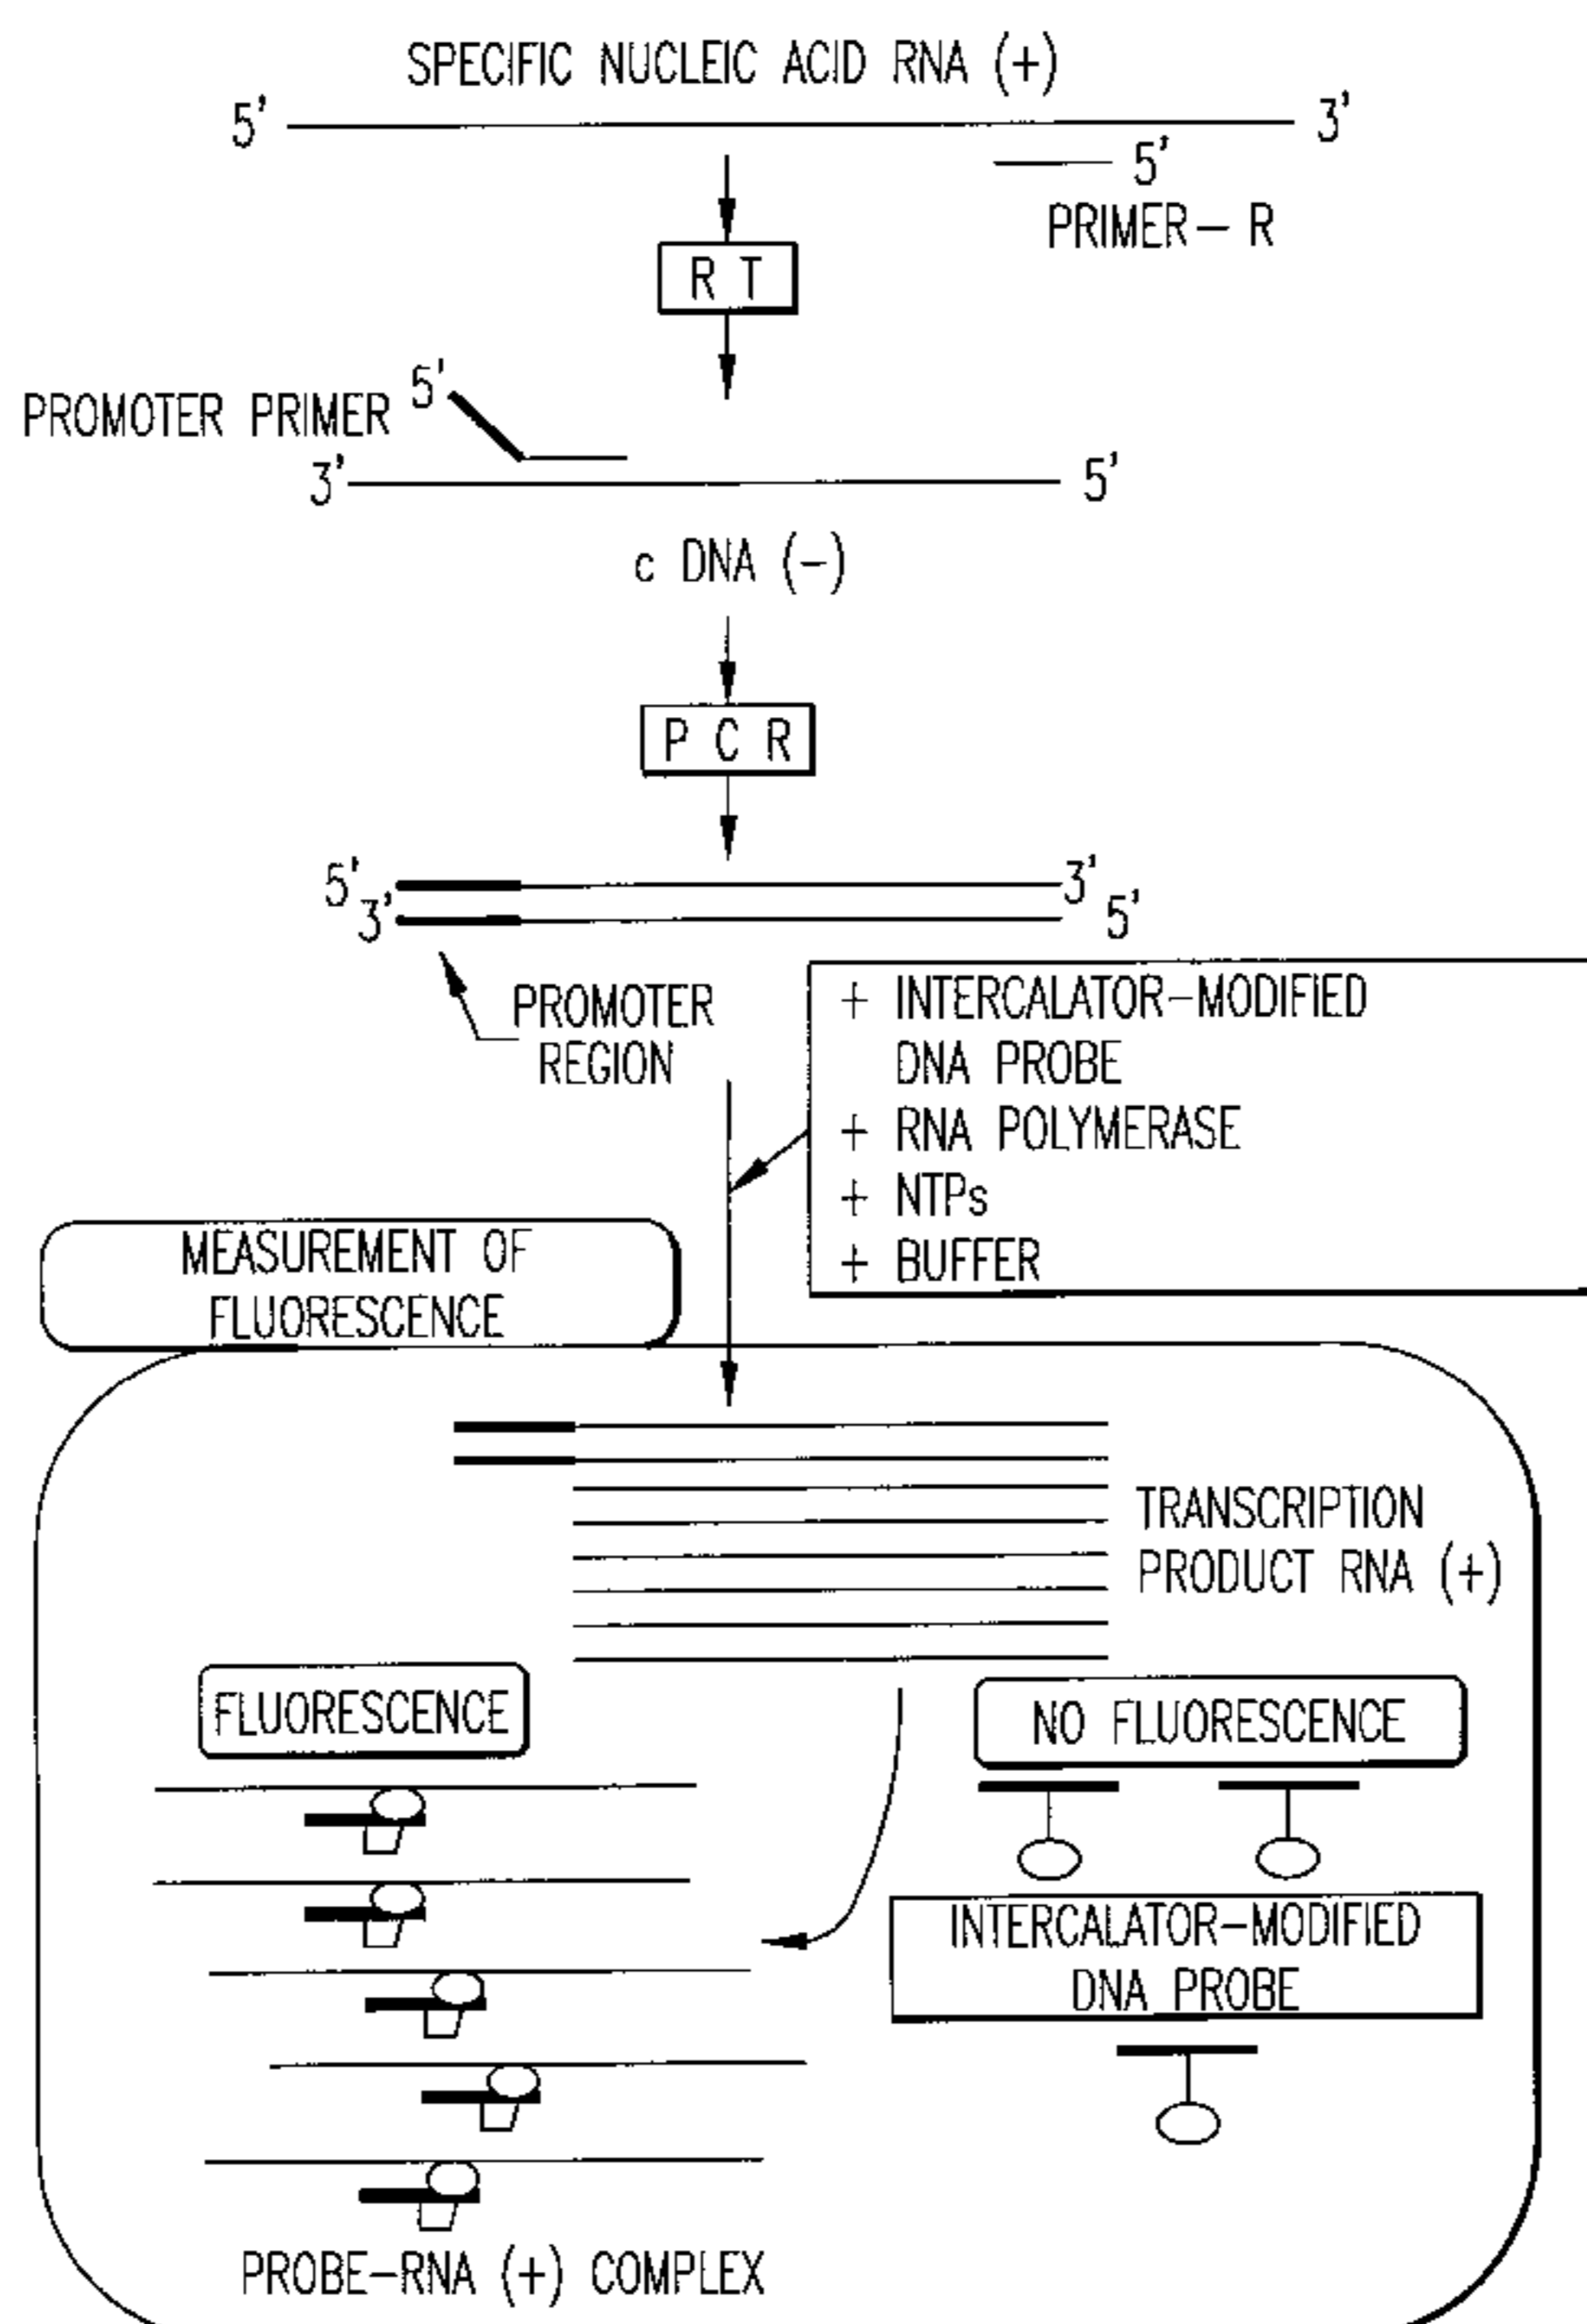 SPECIFIC NUCLEIC ACID RNA (+)
5' 3'
5'
PRIMER- R
R T
PROMOTER PRIMER 5'
3' 5'
c DNA (-)
P C R
5' 3'
3' 5'
PROMOTER
REGION
+ INTERCALATOR-MODIFIED
DNA PROBE
+ RNA POLYMERASE
+ NTPs
+ BUFFER
MEASUREMENT OF
FLUORESCENCE
TRANSCRIPTION
PRODUCT RNA (+)
FLUORESCENCE
NO FLUORESCENCE
INTERCALATOR-MODIFIED
DNA PROBE
PROBE-RNA (+) COMPLEX